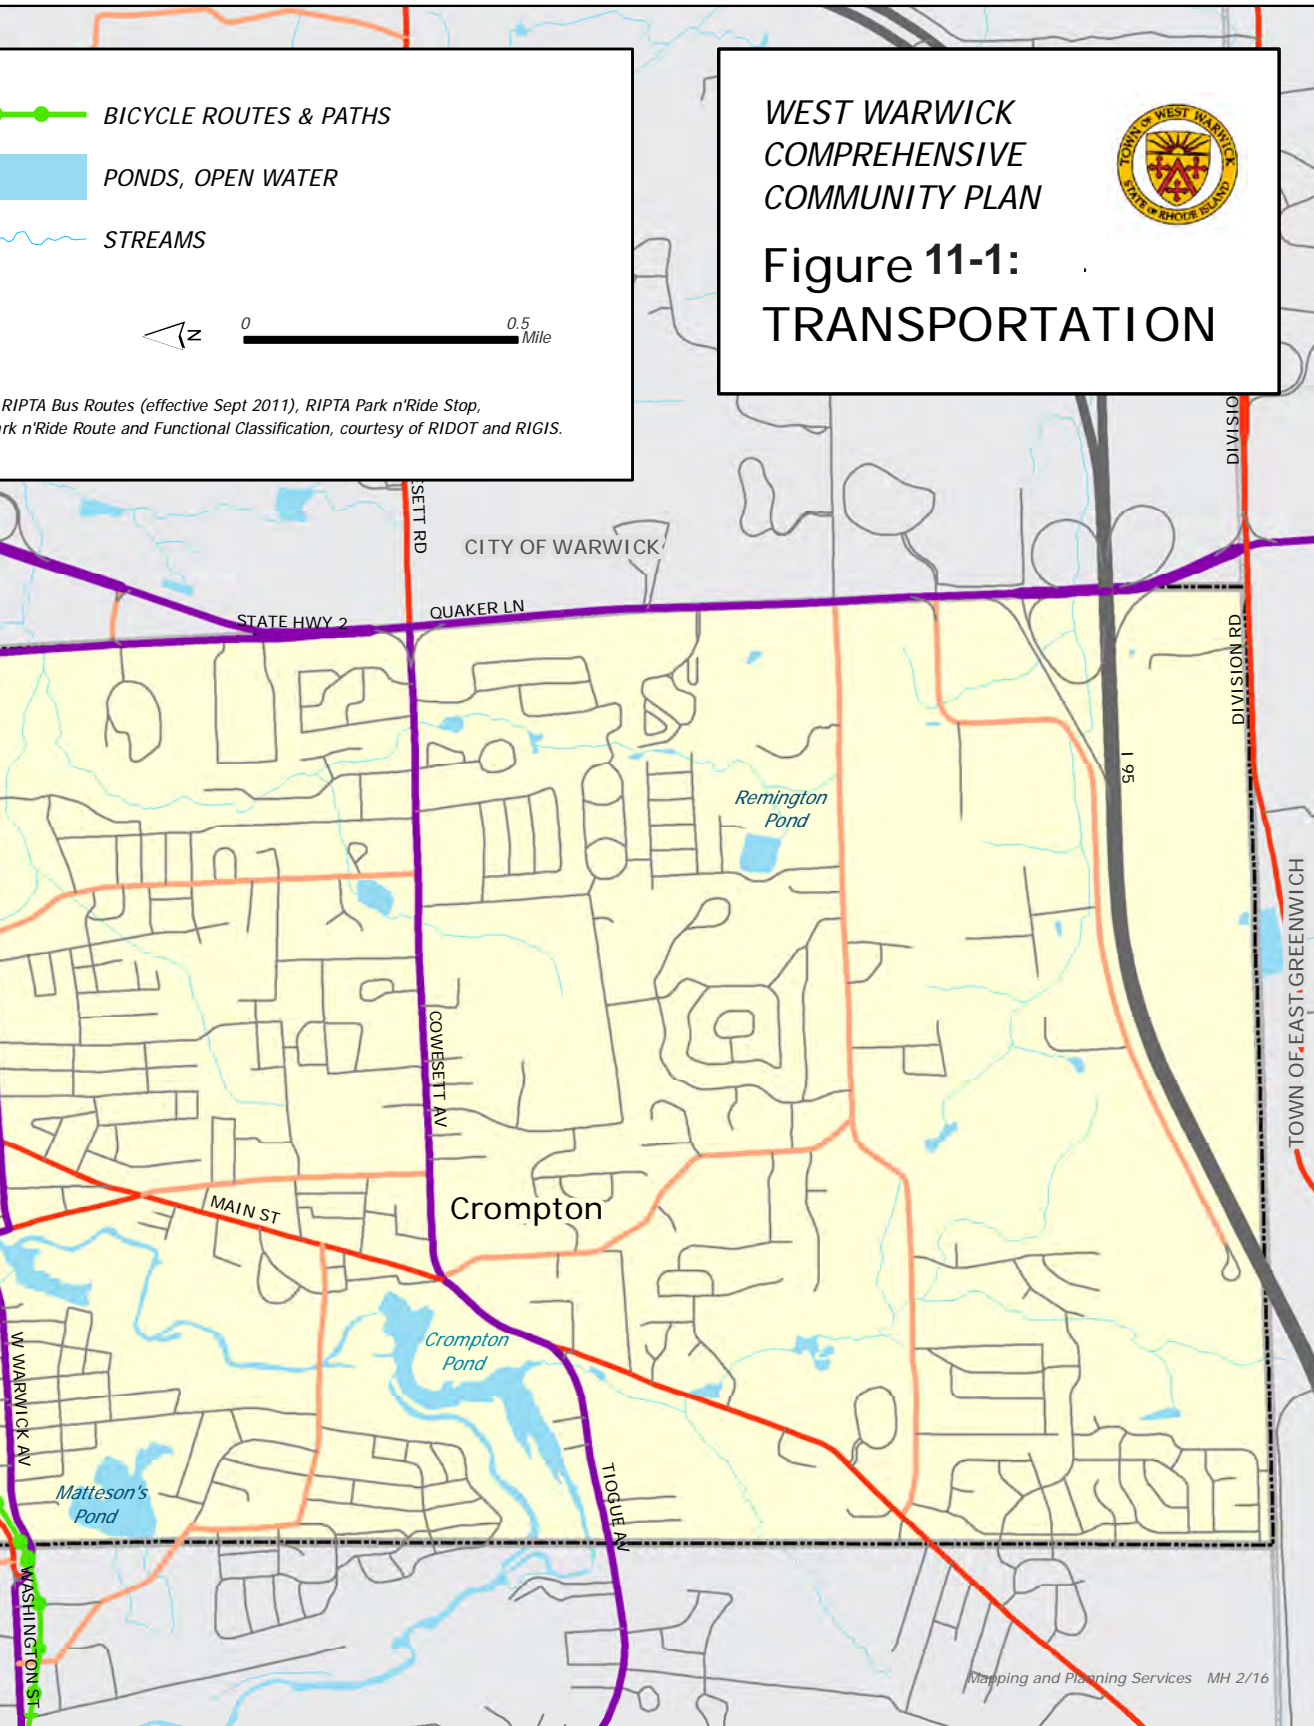 BICYCLE ROUTES & PATHS
PONDS, OPEN WATER
STREAMS
N
0
0.5
Mile
RIPTA Bus Routes (effective Sept 2011), RIPTA Park n'Ride Stop,
rk n'Ride Route and Functional Classification, courtesy of RIDOT and RIGIS.
WEST WARWICK
COMPREHENSIVE
COMMUNITY PLAN
Figure 11-1:
TRANSPORTATION
TOWN OF WEST WARWICK
STATE OF RHODE ISLAND
DIVISIO
SETT RD
CITY OF WARWICK
STATE HWY 2
QUAKER LN
DIVISION RD
I 95
Remington
Pond
TOWN OF EAST GREENWICH
COWESETT AV
MAIN ST
Crompton
Crompton
Pond
W WARWICK AV
Matteson's
Pond
TIOGUE AV
WASHINGTON ST
Mapping and Planning Services MH 2/16